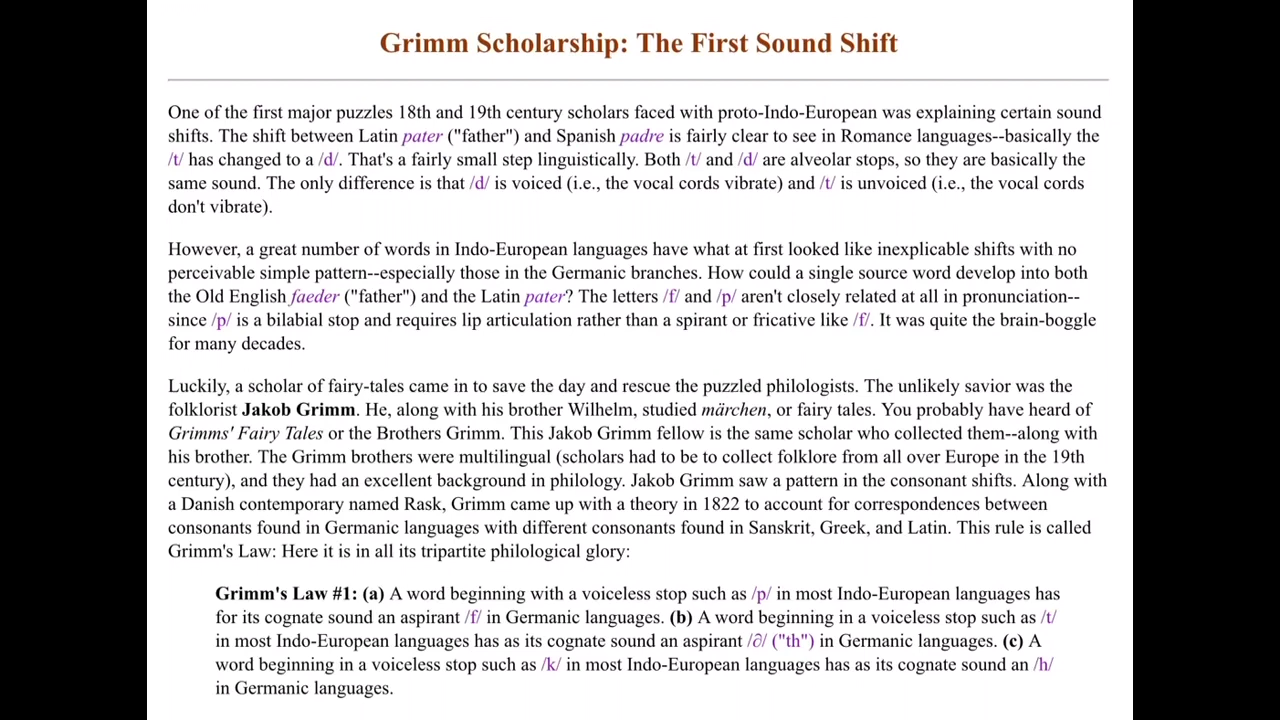 Grimm Scholarship: The First Sound Shift
One of the first major puzzles 18th and 19th century scholars faced with proto-Indo-European was explaining certain sound
shifts. The shift between Latin pater ("father") and Spanish padre is fairly clear to see in Romance languages--basically the
/t/ has changed to a /d/. That's a fairly small step linguistically. Both /t/ and /d/ are alveolar stops, so they are basically the
same sound. The only difference is that /d/ is voiced (i.e., the vocal cords vibrate) and /t/ is unvoiced (i.e., the vocal cords
don't vibrate).
However, a great number of words in Indo-European languages have what at first looked like inexplicable shifts with no
perceivable simple pattern--especially those in the Germanic branches. How could a single source word develop into both
the Old English faeder ("father") and the Latin pater? The letters /f/ and /p/ aren't closely related at all in pronunciation--
since /p/ is a bilabial stop and requires lip articulation rather than a spirant or fricative like /f/. It was quite the brain-boggle
for many decades.
Luckily, a scholar of fairy-tales came in to save the day and rescue the puzzled philologists. The unlikely savior was the
folklorist Jakob Grimm. He, along with his brother Wilhelm, studied märchen, or fairy tales. You probably have heard of
Grimms' Fairy Tales or the Brothers Grimm. This Jakob Grimm fellow is the same scholar who collected them--along with
his brother. The Grimm brothers were multilingual (scholars had to be to collect folklore from all over Europe in the 19th
century), and they had an excellent background in philology. Jakob Grimm saw a pattern in the consonant shifts. Along with
a Danish contemporary named Rask, Grimm came up with a theory in 1822 to account for correspondences between
consonants found in Germanic languages with different consonants found in Sanskrit, Greek, and Latin. This rule is called
Grimm's Law: Here it is in all its tripartite philological glory:
Grimm's Law #1: (a) A word beginning with a voiceless stop such as /p/ in most Indo-European languages has
for its cognate sound an aspirant /f/ in Germanic languages. (b) A word beginning in a voiceless stop such as /t/
in most Indo-European languages has as its cognate sound an aspirant /∂/ ("th") in Germanic languages. (c) A
word beginning in a voiceless stop such as /k/ in most Indo-European languages has as its cognate sound an /h/
in Germanic languages.